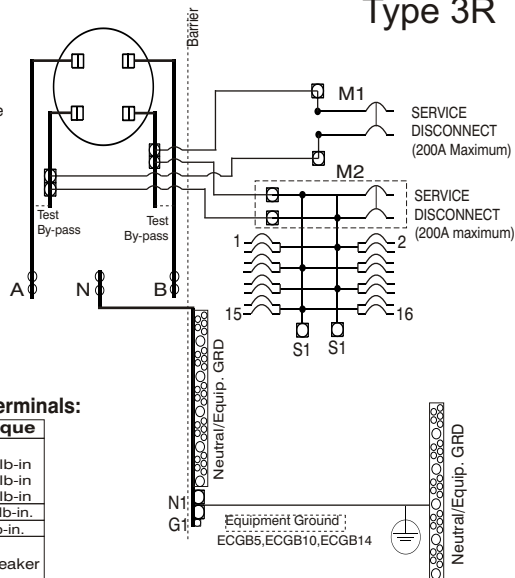 Type 3R
Barrier
M1
SERVICE
DISCONNECT
(200A Maximum)
M2
SERVICE
DISCONNECT
(200A maximum)
Test
By-pass
Test
By-pass
1
2
15
16
S1
S1
A
N
B
Neutral/Equip. GRD
erminals:
que
lb-in
lb-in
lb-in
lb-in.
o-in.
eaker
N1
G1
Equipment Ground
ECGB5,ECGB10,ECGB14
Neutral/Equip. GRD